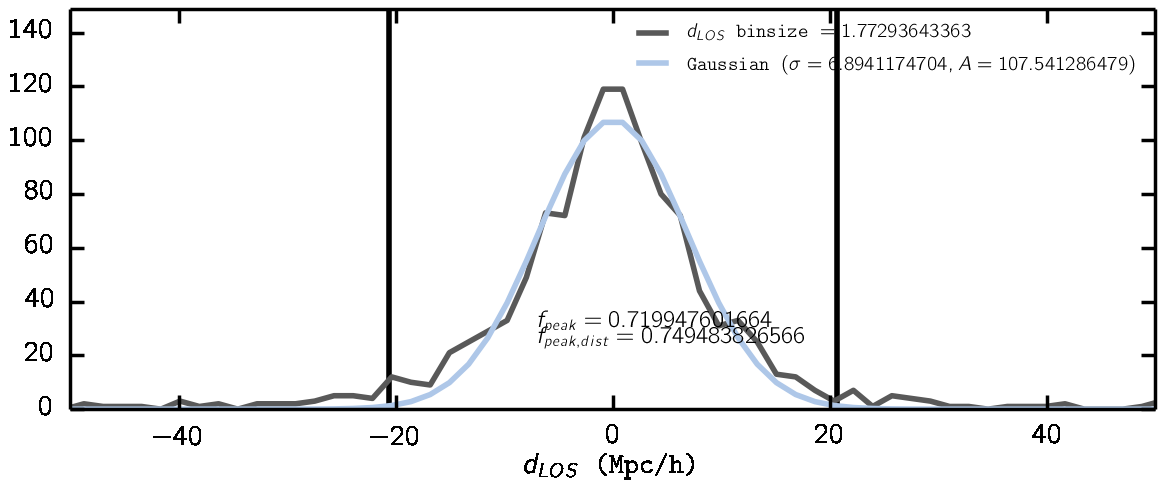 140
120
100
80
60
40
20
0
d_LOS binsize = 1.77293643363
Gaussian (σ = 6.8941174704, A = 107.541286479)
f_peak = 0.719947601664
f_peak,dist = 0.749483826566
−40 −20 0 20 40
d_LOS (Mpc/h)